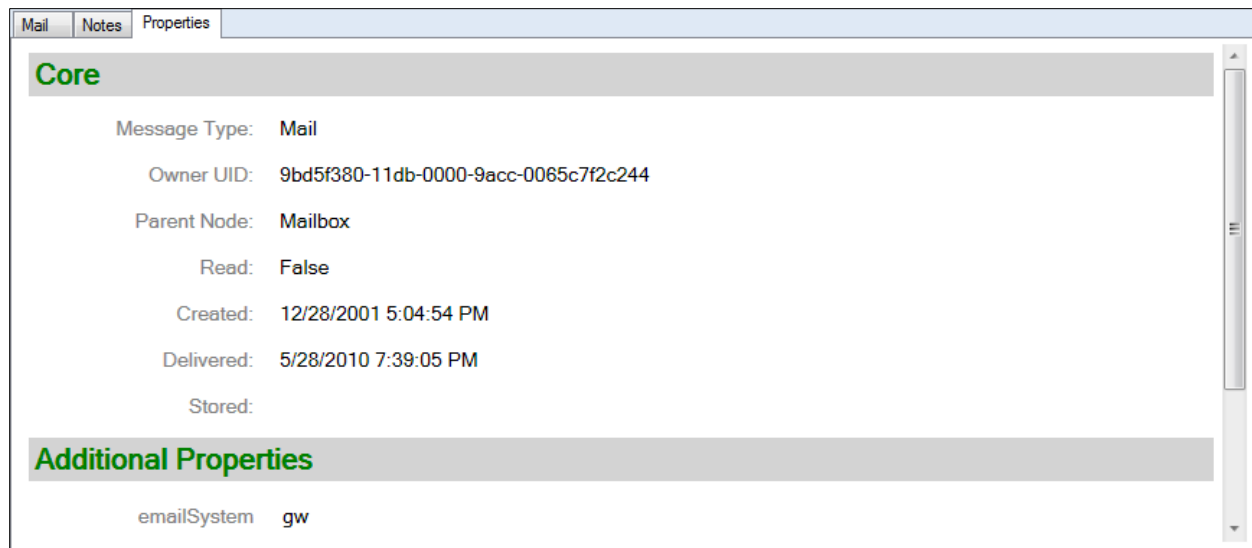 Mail Notes Properties
Core
Message Type: Mail
Owner UID: 9bd5f380-11db-0000-9acc-0065c7f2c244
Parent Node: Mailbox
Read: False
Created: 12/28/2001 5:04:54 PM
Delivered: 5/28/2010 7:39:05 PM
Stored:
Additional Properties
emailSystem gw